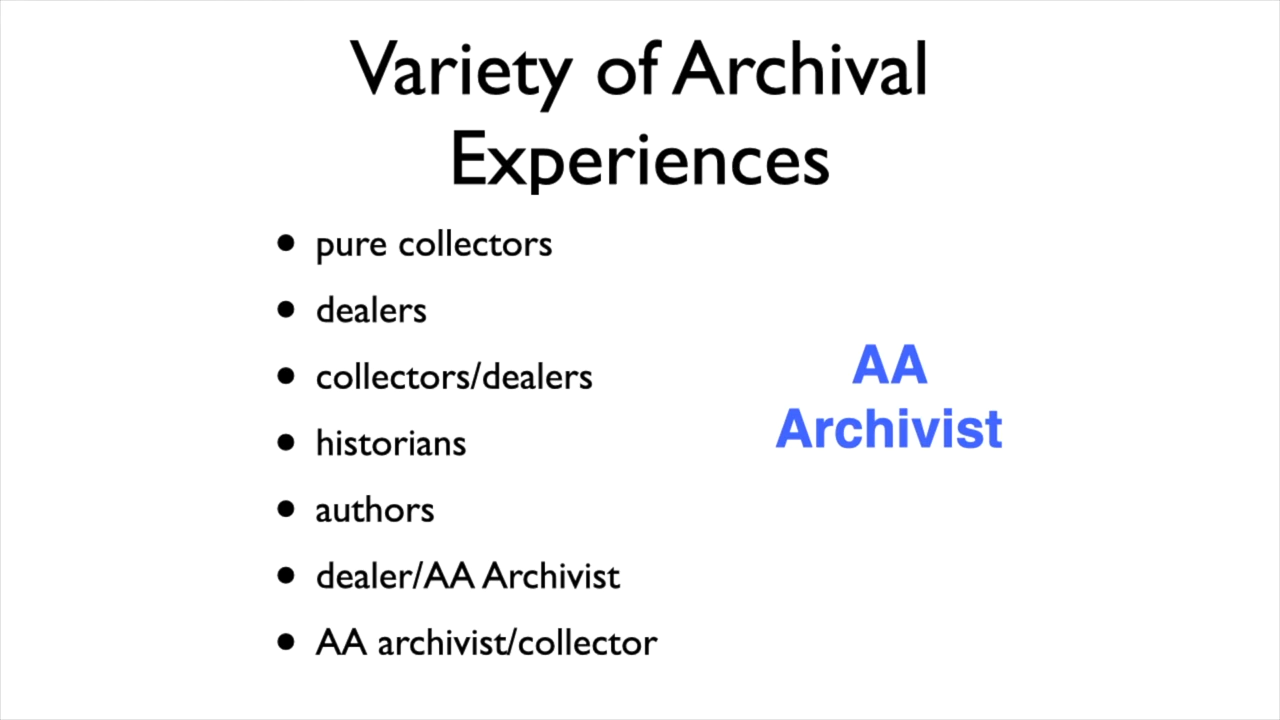 Variety of Archival
Experiences
• pure collectors
• dealers
• collectors/dealers
• historians
• authors
• dealer/AA Archivist
• AA archivist/collector
AA
Archivist